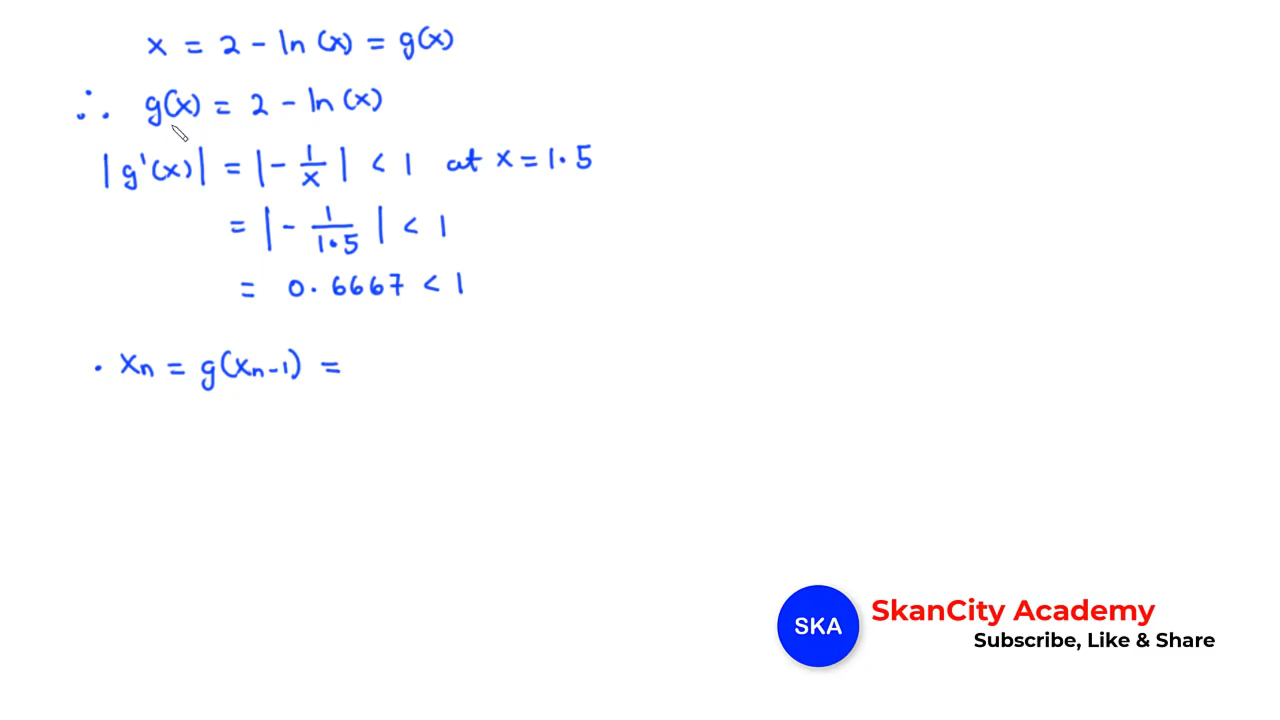 x = 2 - ln(x) = g(x)
∴ g(x) = 2 - ln(x)
|g'(x)| = |-1/x| < 1 at x = 1.5
= |-1/1.5| < 1
= 0.6667 < 1
· xₙ = g(xₙ₋₁) =
SKA
SkanCity Academy
Subscribe, Like & Share